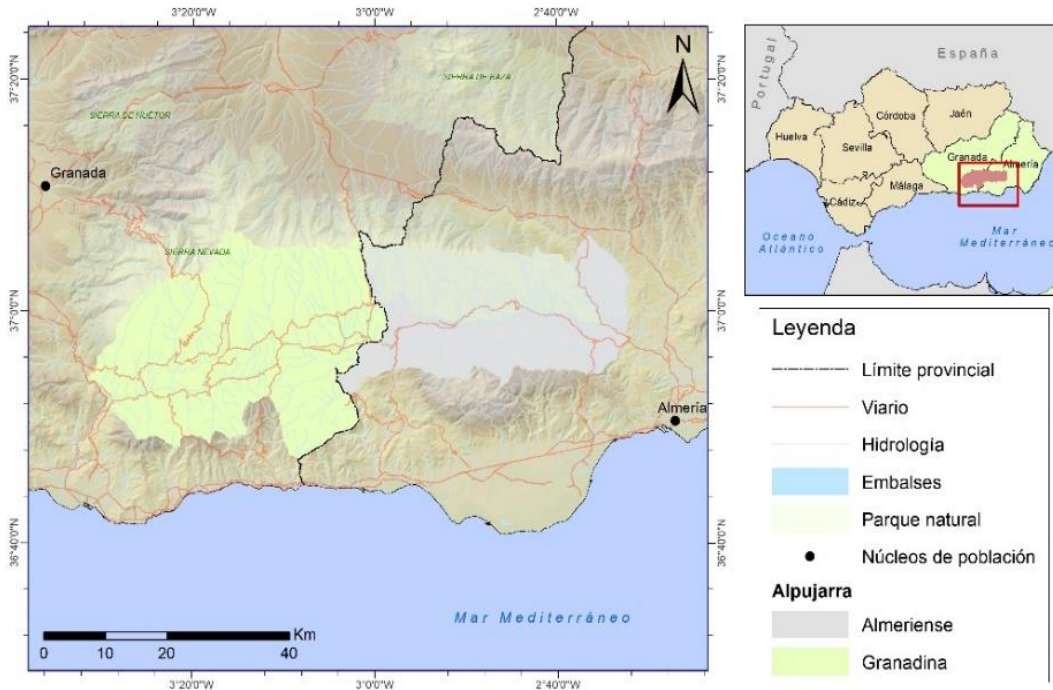 3°20'0"W
3°0'0"W
2°40'0"W
37°20'0"N
37°0'0"N
36°40'0"N
SIERRA DE BAZA
SIERRA DE HUÉTOR
Granada
SIERRA NEVADA
Almería
Mar Mediterráneo
N
Km
0 10 20 40
37°20'0"N
37°0'0"N
36°40'0"N
3°20'0"W
3°0'0"W
2°40'0"W
España
Portugal
Córdoba
Jaén
Huelva
Sevilla
Granada
Almería
Málaga
Cádiz
Oceano
Atlántico
Mar
Mediterráneo
Leyenda
Límite provincial
Viario
Hidrología
Embalses
Parque natural
Núcleos de población
Alpujarra
Almeriense
Granadina